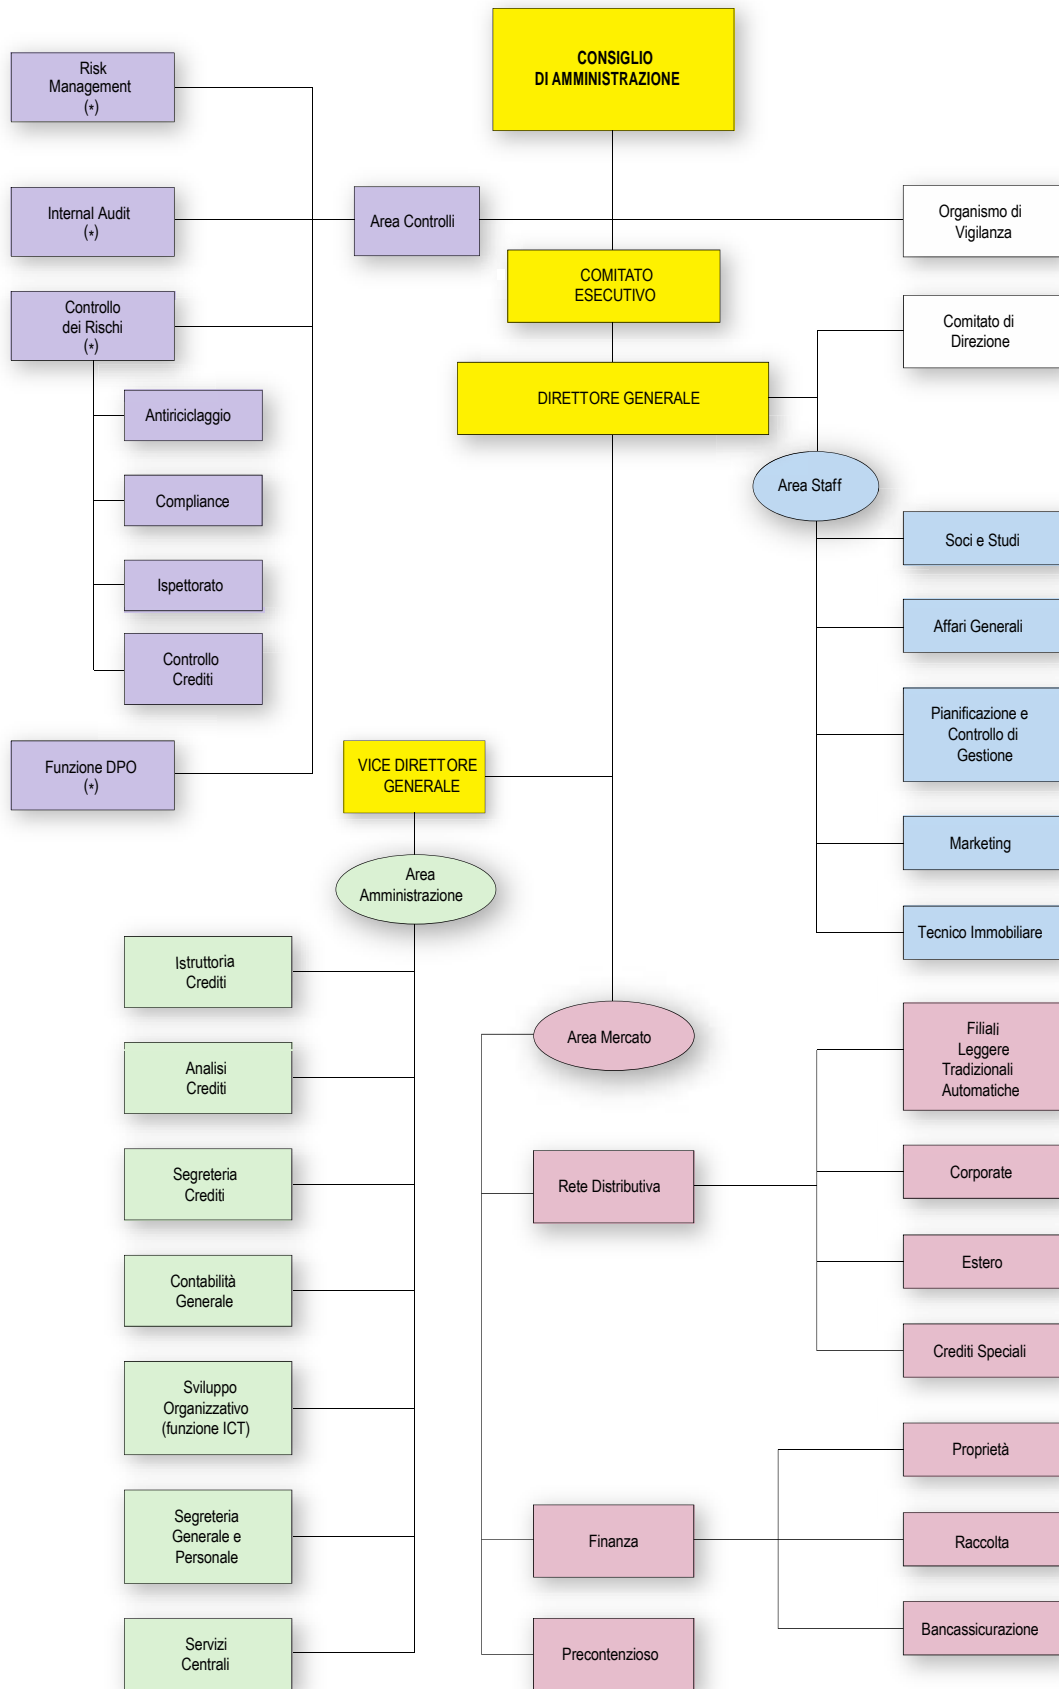 CONSIGLIO
DI AMMINISTRAZIONE
Risk
Management
(*)
Internal Audit
(*)
Area Controlli
Organismo di
Vigilanza
COMITATO
ESECUTIVO
Controllo
dei Rischi
(*)
Comitato di
Direzione
DIRETTORE GENERALE
Antiriciclaggio
Compliance
Ispettorato
Controllo
Crediti
Area Staff
Soci e Studi
Affari Generali
Pianificazione e
Controllo di
Gestione
Marketing
Tecnico Immobiliare
Funzione DPO
(*)
VICE DIRETTORE
GENERALE
Area
Amministrazione
Istruttoria
Crediti
Analisi
Crediti
Segreteria
Crediti
Contabilità
Generale
Sviluppo
Organizzativo
(funzione ICT)
Segreteria
Generale e
Personale
Servizi
Centrali
Area Mercato
Rete Distributiva
Filiali
Leggere
Tradizionali
Automatiche
Corporate
Estero
Crediti Speciali
Finanza
Proprietà
Raccolta
Bancassicurazione
Precontenzioso